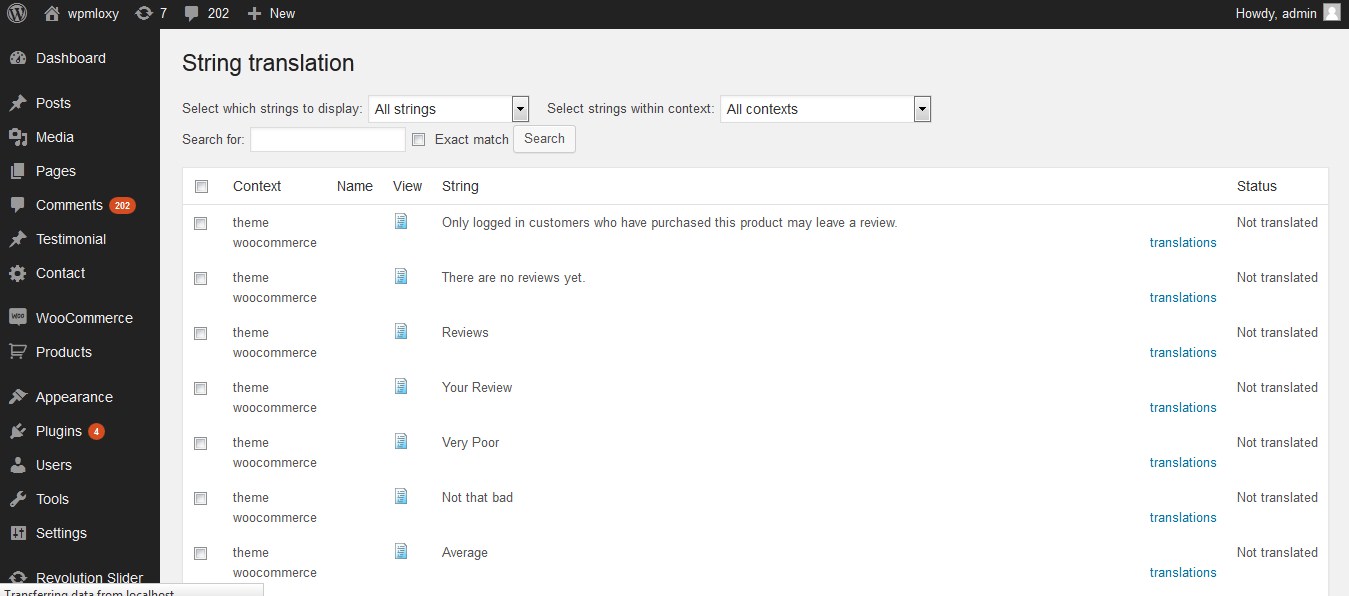 wpmloxy 7 202 New Howdy, admin
Dashboard
Posts
Media
Pages
Comments 202
Testimonial
Contact
WooCommerce
Products
Appearance
Plugins 4
Users
Tools
Settings
Revolution Slider
Transferring data from localhost
String translation
Select which strings to display: All strings Select strings within context: All contexts
Search for: Exact match Search
Context Name View String Status
theme Only logged in customers who have purchased this product may leave a review. Not translated
woocommerce translations
theme There are no reviews yet. Not translated
woocommerce translations
theme Reviews Not translated
woocommerce translations
theme Your Review Not translated
woocommerce translations
theme Very Poor Not translated
woocommerce translations
theme Not that bad Not translated
woocommerce translations
theme Average Not translated
woocommerce translations